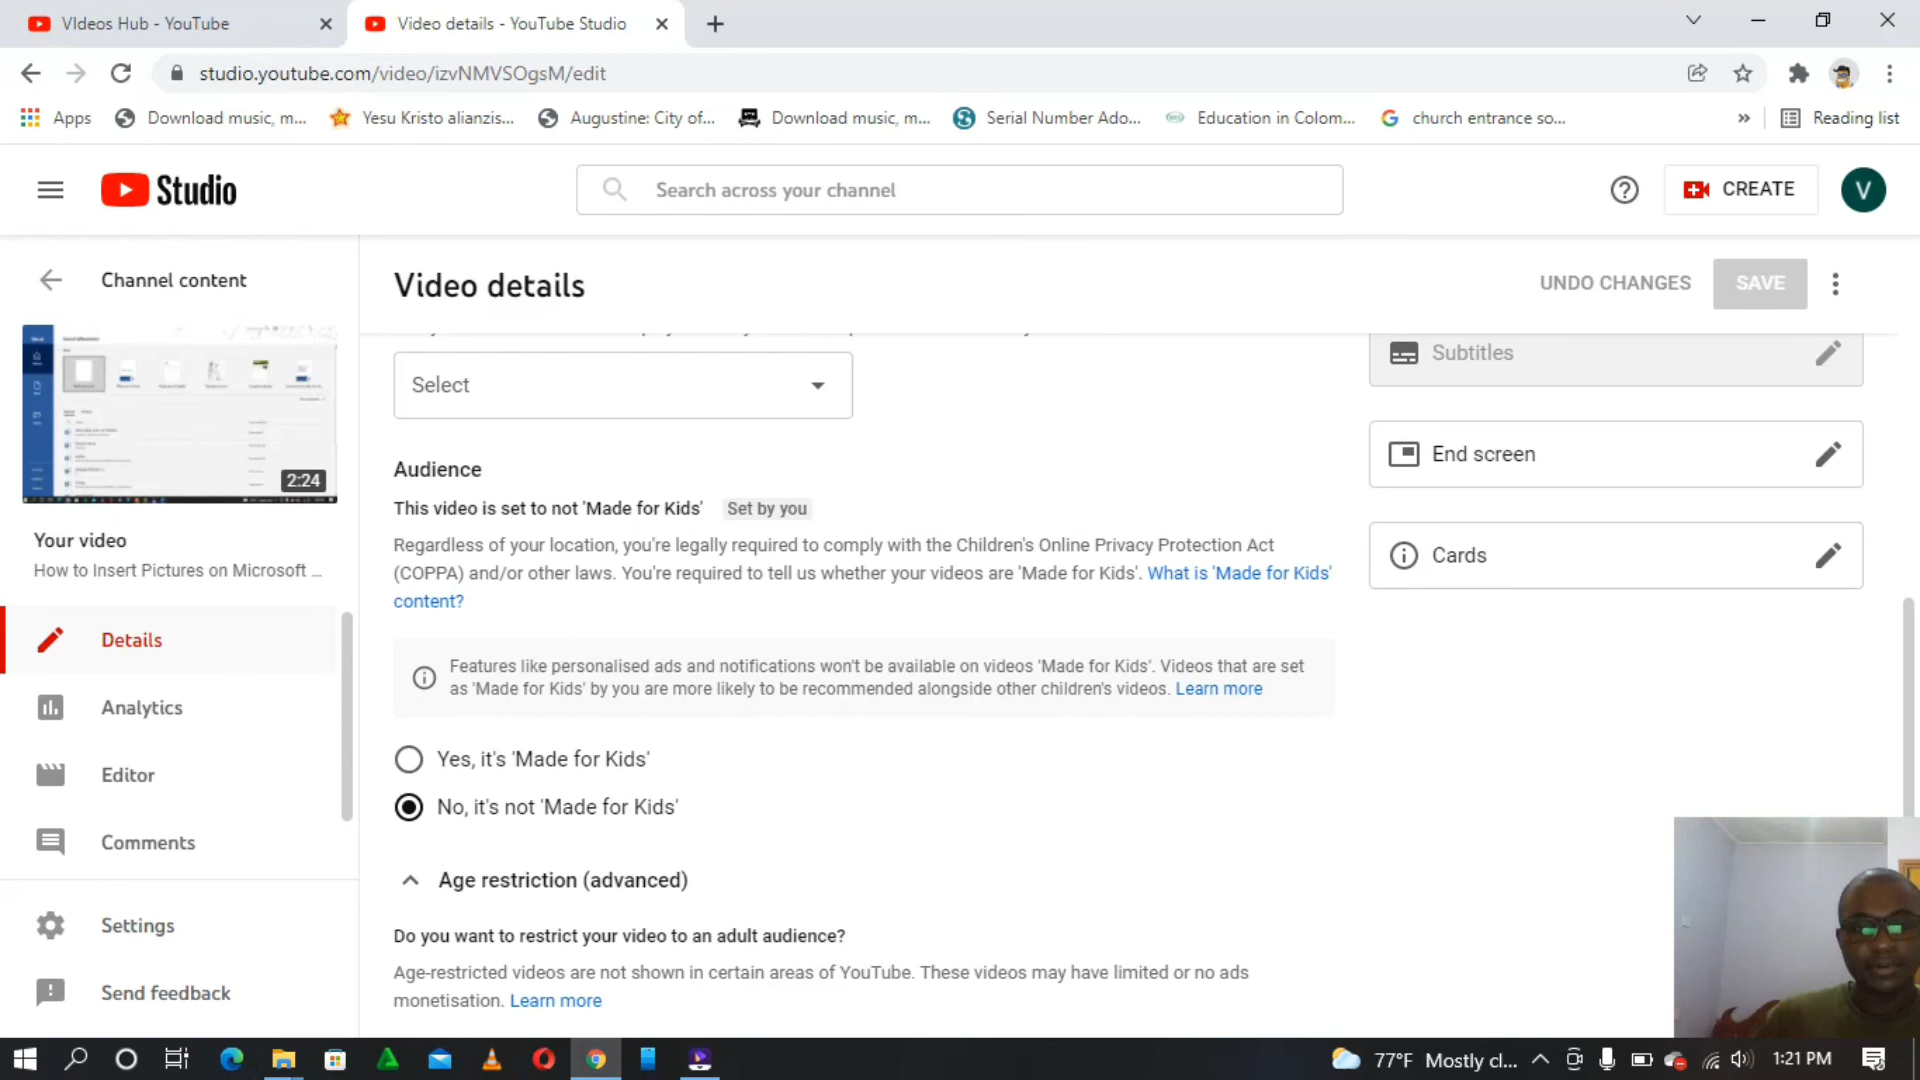 VIdeos Hub - YouTube
Video details - YouTube Studio
studio.youtube.com/video/izvNMVSOgsM/edit
Apps
Download music, m...
Yesu Kristo alianzis...
Augustine: City of...
Download music, m...
Serial Number Ado...
Education in Colom...
church entrance so...
Reading list
Studio
Search across your channel
CREATE
V
Channel content
Video details
UNDO CHANGES
SAVE
Select
Subtitles
End screen
Cards
2:24
Your video
How to Insert Pictures on Microsoft ...
Details
Analytics
Editor
Comments
Settings
Send feedback
Audience
This video is set to not 'Made for Kids' Set by you
Regardless of your location, you're legally required to comply with the Children's Online Privacy Protection Act
(COPPA) and/or other laws. You're required to tell us whether your videos are 'Made for Kids'. What is 'Made for Kids'
content?
Features like personalised ads and notifications won't be available on videos 'Made for Kids'. Videos that are set
as 'Made for Kids' by you are more likely to be recommended alongside other children's videos. Learn more
Yes, it's 'Made for Kids'
No, it's not 'Made for Kids'
Age restriction (advanced)
Do you want to restrict your video to an adult audience?
Age-restricted videos are not shown in certain areas of YouTube. These videos may have limited or no ads
monetisation. Learn more
77°F Mostly cl...
1:21 PM